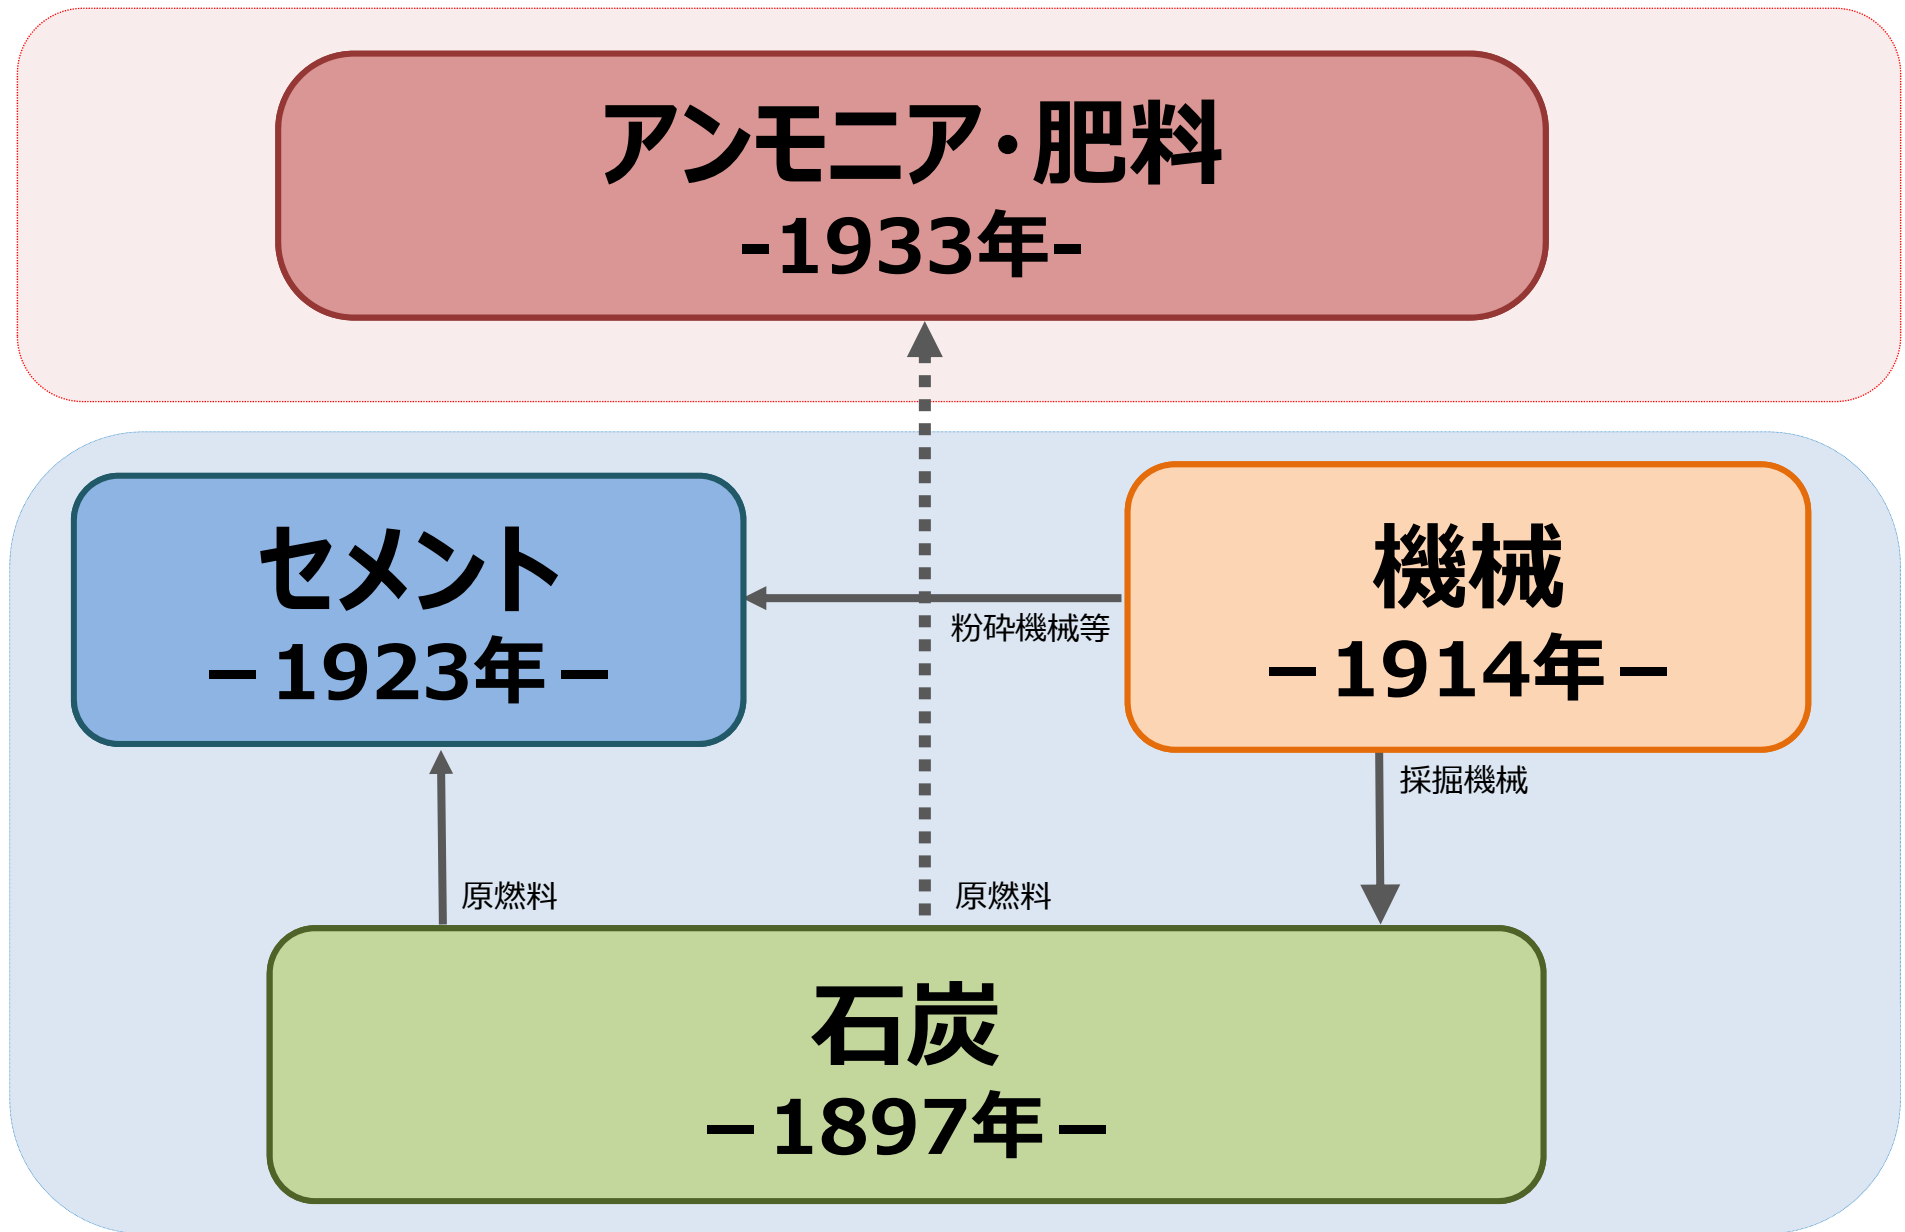 アンモニア・肥料
-1933年-
セメント
－1923年－
機械
－1914年－
粉砕機械等
採掘機械
原燃料
原燃料
石炭
－1897年－